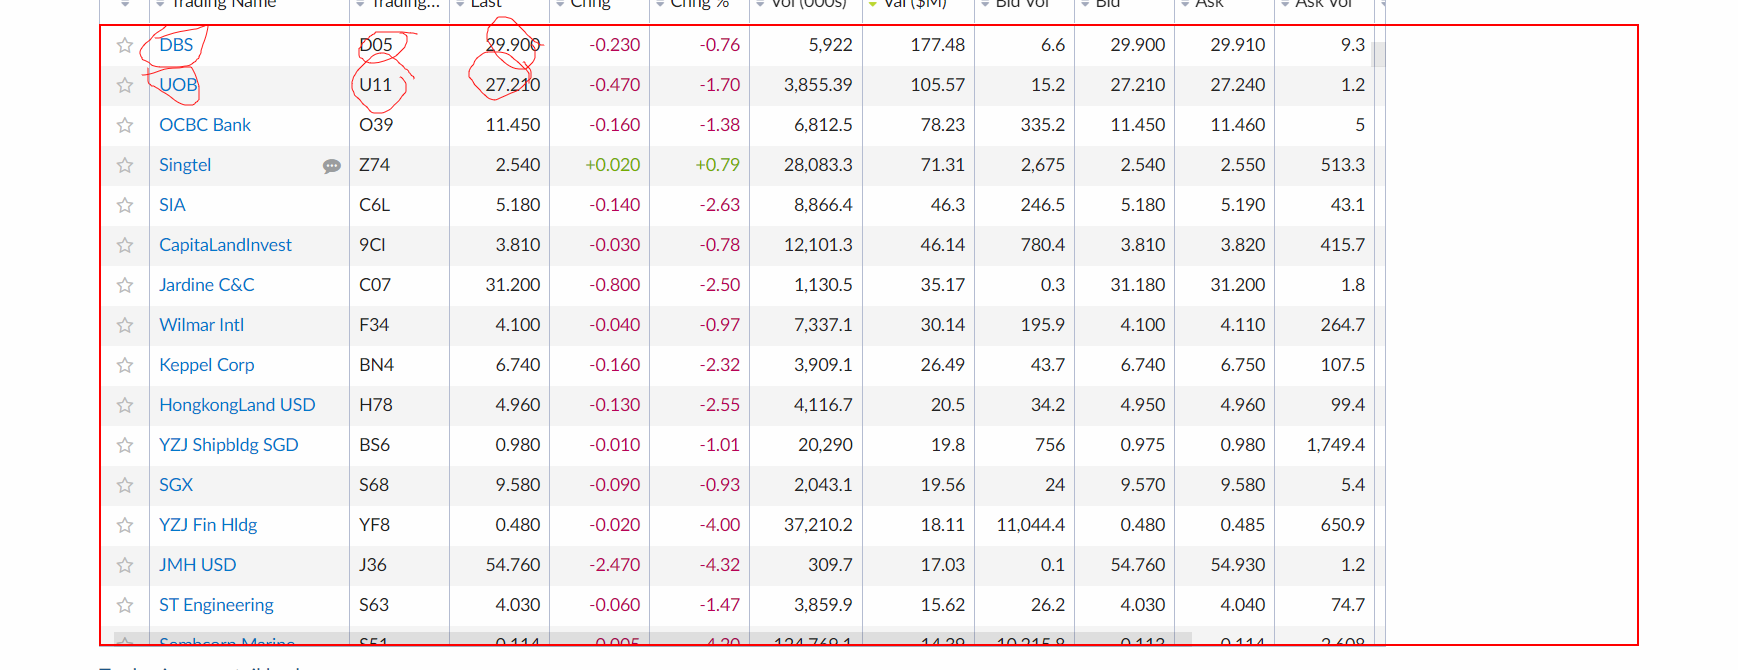 Trading Name Trading... Last Chng Chng % Vol (000s) Val ($M) Bid Vol Bid Ask Ask Vol
DBS D05 29.900 -0.230 -0.76 5,922 177.48 6.6 29.900 29.910 9.3
UOB U11 27.210 -0.470 -1.70 3,855.39 105.57 15.2 27.210 27.240 1.2
OCBC Bank O39 11.450 -0.160 -1.38 6,812.5 78.23 335.2 11.450 11.460 5
Singtel Z74 2.540 +0.020 +0.79 28,083.3 71.31 2,675 2.540 2.550 513.3
SIA C6L 5.180 -0.140 -2.63 8,866.4 46.3 246.5 5.180 5.190 43.1
CapitaLandInvest 9CI 3.810 -0.030 -0.78 12,101.3 46.14 780.4 3.810 3.820 415.7
Jardine C&C C07 31.200 -0.800 -2.50 1,130.5 35.17 0.3 31.180 31.200 1.8
Wilmar Intl F34 4.100 -0.040 -0.97 7,337.1 30.14 195.9 4.100 4.110 264.7
Keppel Corp BN4 6.740 -0.160 -2.32 3,909.1 26.49 43.7 6.740 6.750 107.5
HongkongLand USD H78 4.960 -0.130 -2.55 4,116.7 20.5 34.2 4.950 4.960 99.4
YZJ Shipbldg SGD BS6 0.980 -0.010 -1.01 20,290 19.8 756 0.975 0.980 1,749.4
SGX S68 9.580 -0.090 -0.93 2,043.1 19.56 24 9.570 9.580 5.4
YZJ Fin Hldg YF8 0.480 -0.020 -4.00 37,210.2 18.11 11,044.4 0.480 0.485 650.9
JMH USD J36 54.760 -2.470 -4.32 309.7 17.03 0.1 54.760 54.930 1.2
ST Engineering S63 4.030 -0.060 -1.47 3,859.9 15.62 26.2 4.030 4.040 74.7
Sembcorp Marine S51 0.114 0.114